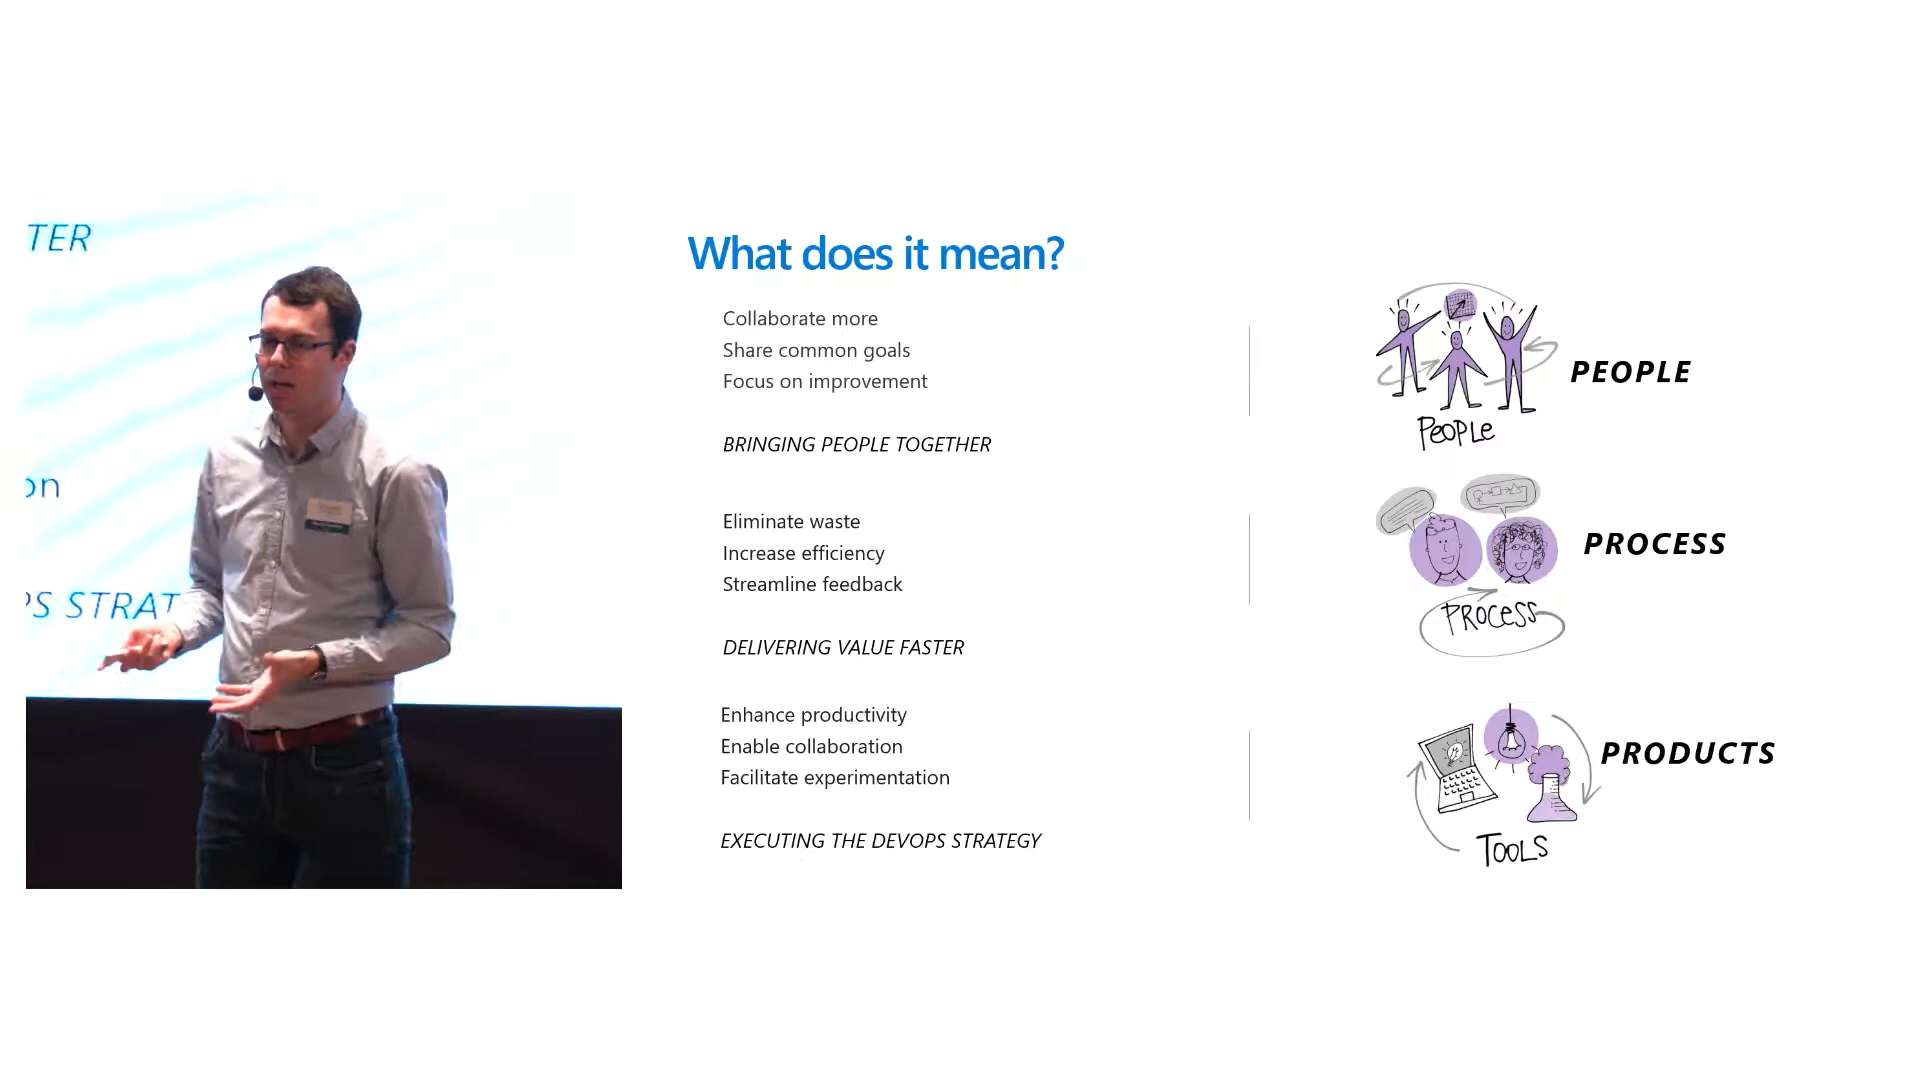 TER
on
PS STRAT
What does it mean?
Collaborate more
Share common goals
Focus on improvement
BRINGING PEOPLE TOGETHER
PEOPLE
PeoPLe
Eliminate waste
Increase efficiency
Streamline feedback
DELIVERING VALUE FASTER
PROCESS
PRoCeSS
Enhance productivity
Enable collaboration
Facilitate experimentation
EXECUTING THE DEVOPS STRATEGY
PRODUCTS
TOOLS